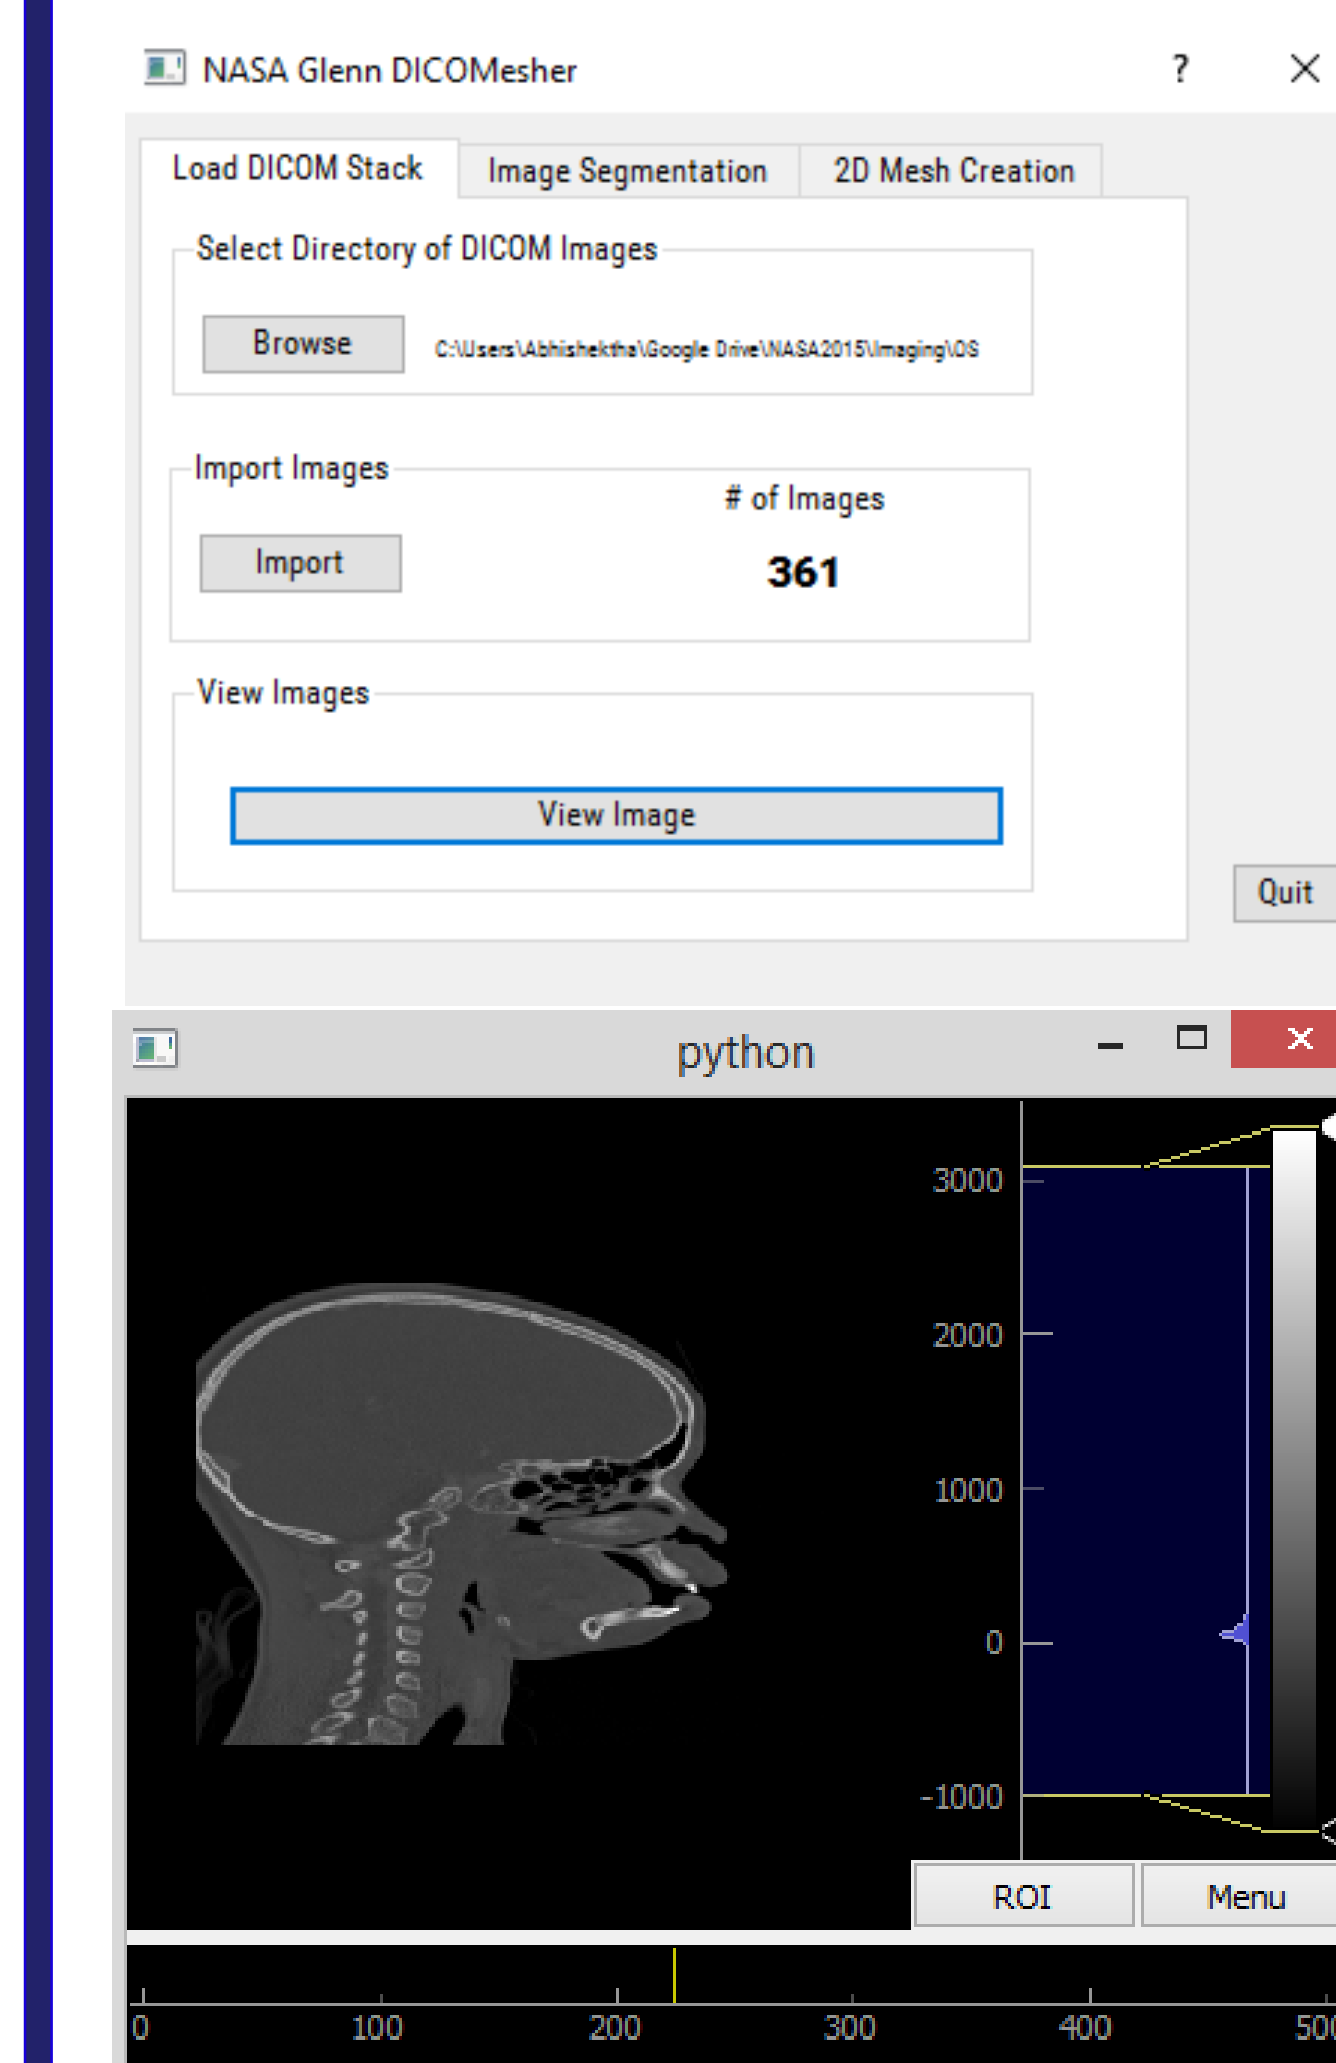 NASA Glenn DICOMesher ? ×
Load DICOM Stack Image Segmentation 2D Mesh Creation
Select Directory of DICOM Images
Browse C:\Users\Abhishektha\Google Drive\NASA2015\Imaging\OS
Import Images
# of Images
Import 361
View Images
View Image
Quit
python
3000
2000
1000
0
-1000
ROI Menu
0 100 200 300 400 500